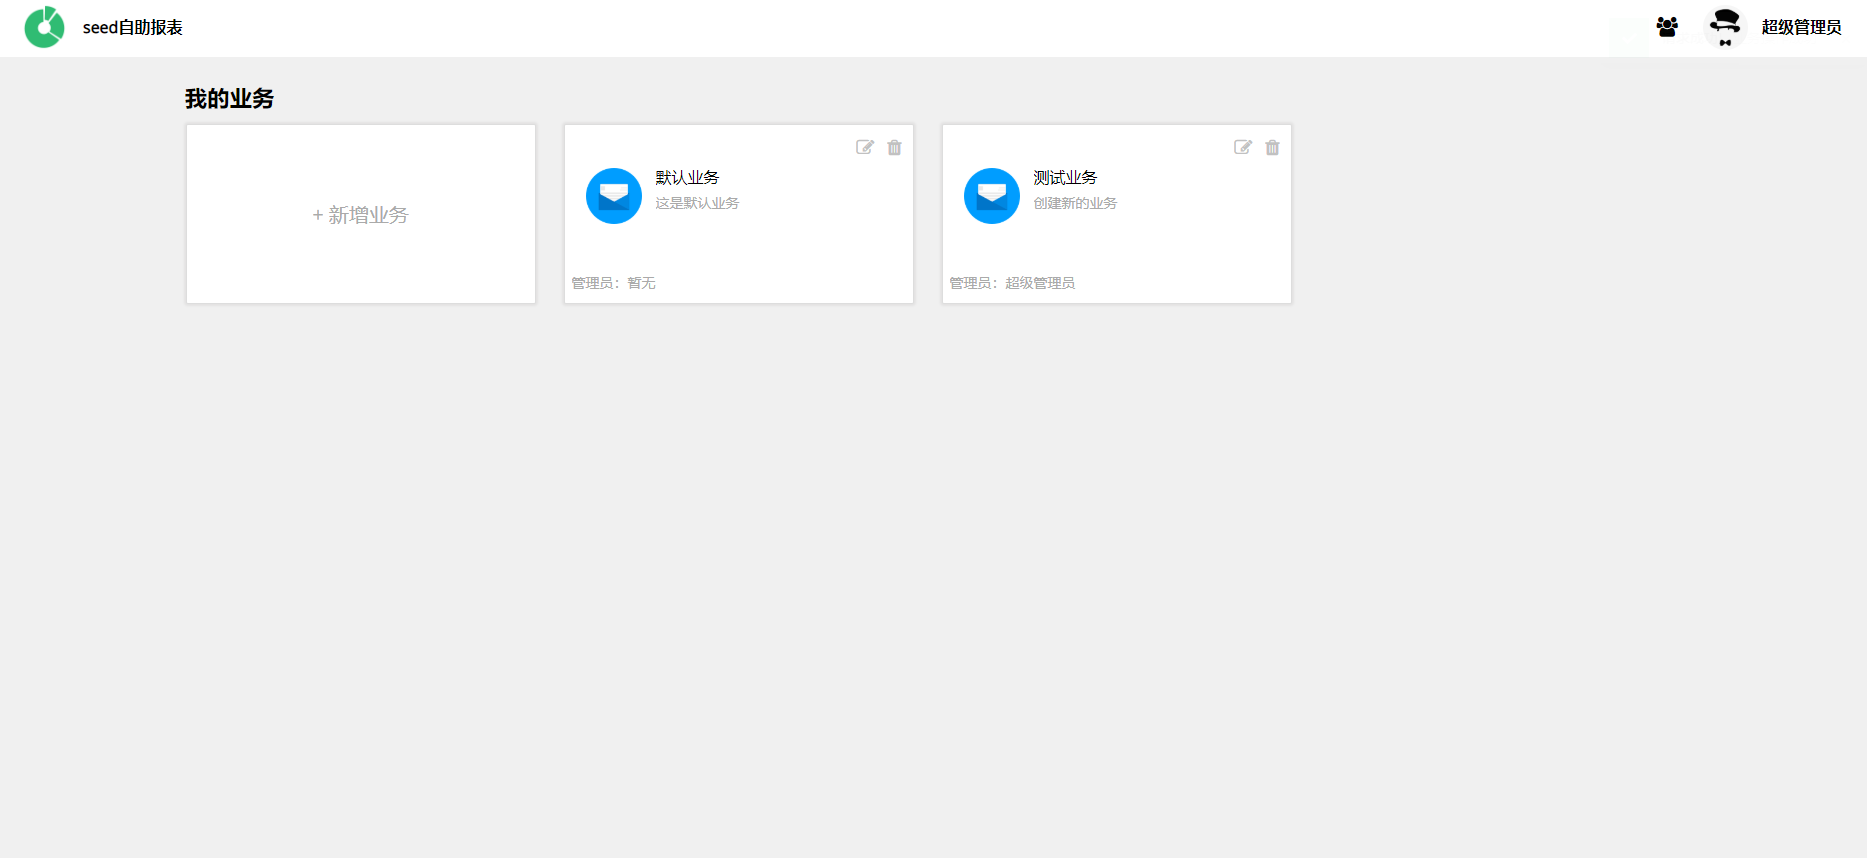 seed自助报表
超级管理员
我的业务
+ 新增业务
默认业务
这是默认业务
管理员：暂无
测试业务
创建新的业务
管理员：超级管理员